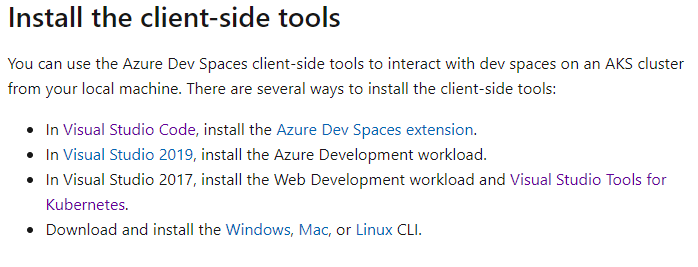 Install the client-side tools
You can use the Azure Dev Spaces client-side tools to interact with dev spaces on an AKS cluster
from your local machine. There are several ways to install the client-side tools:
• In Visual Studio Code, install the Azure Dev Spaces extension.
• In Visual Studio 2019, install the Azure Development workload.
• In Visual Studio 2017, install the Web Development workload and Visual Studio Tools for
Kubernetes.
• Download and install the Windows, Mac, or Linux CLI.